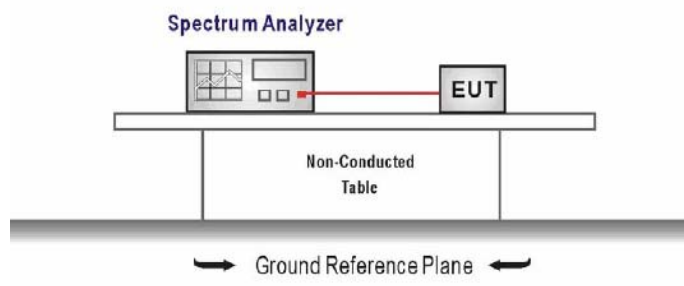 Spectrum Analyzer
EUT
Non-Conducted
Table
Ground Reference Plane